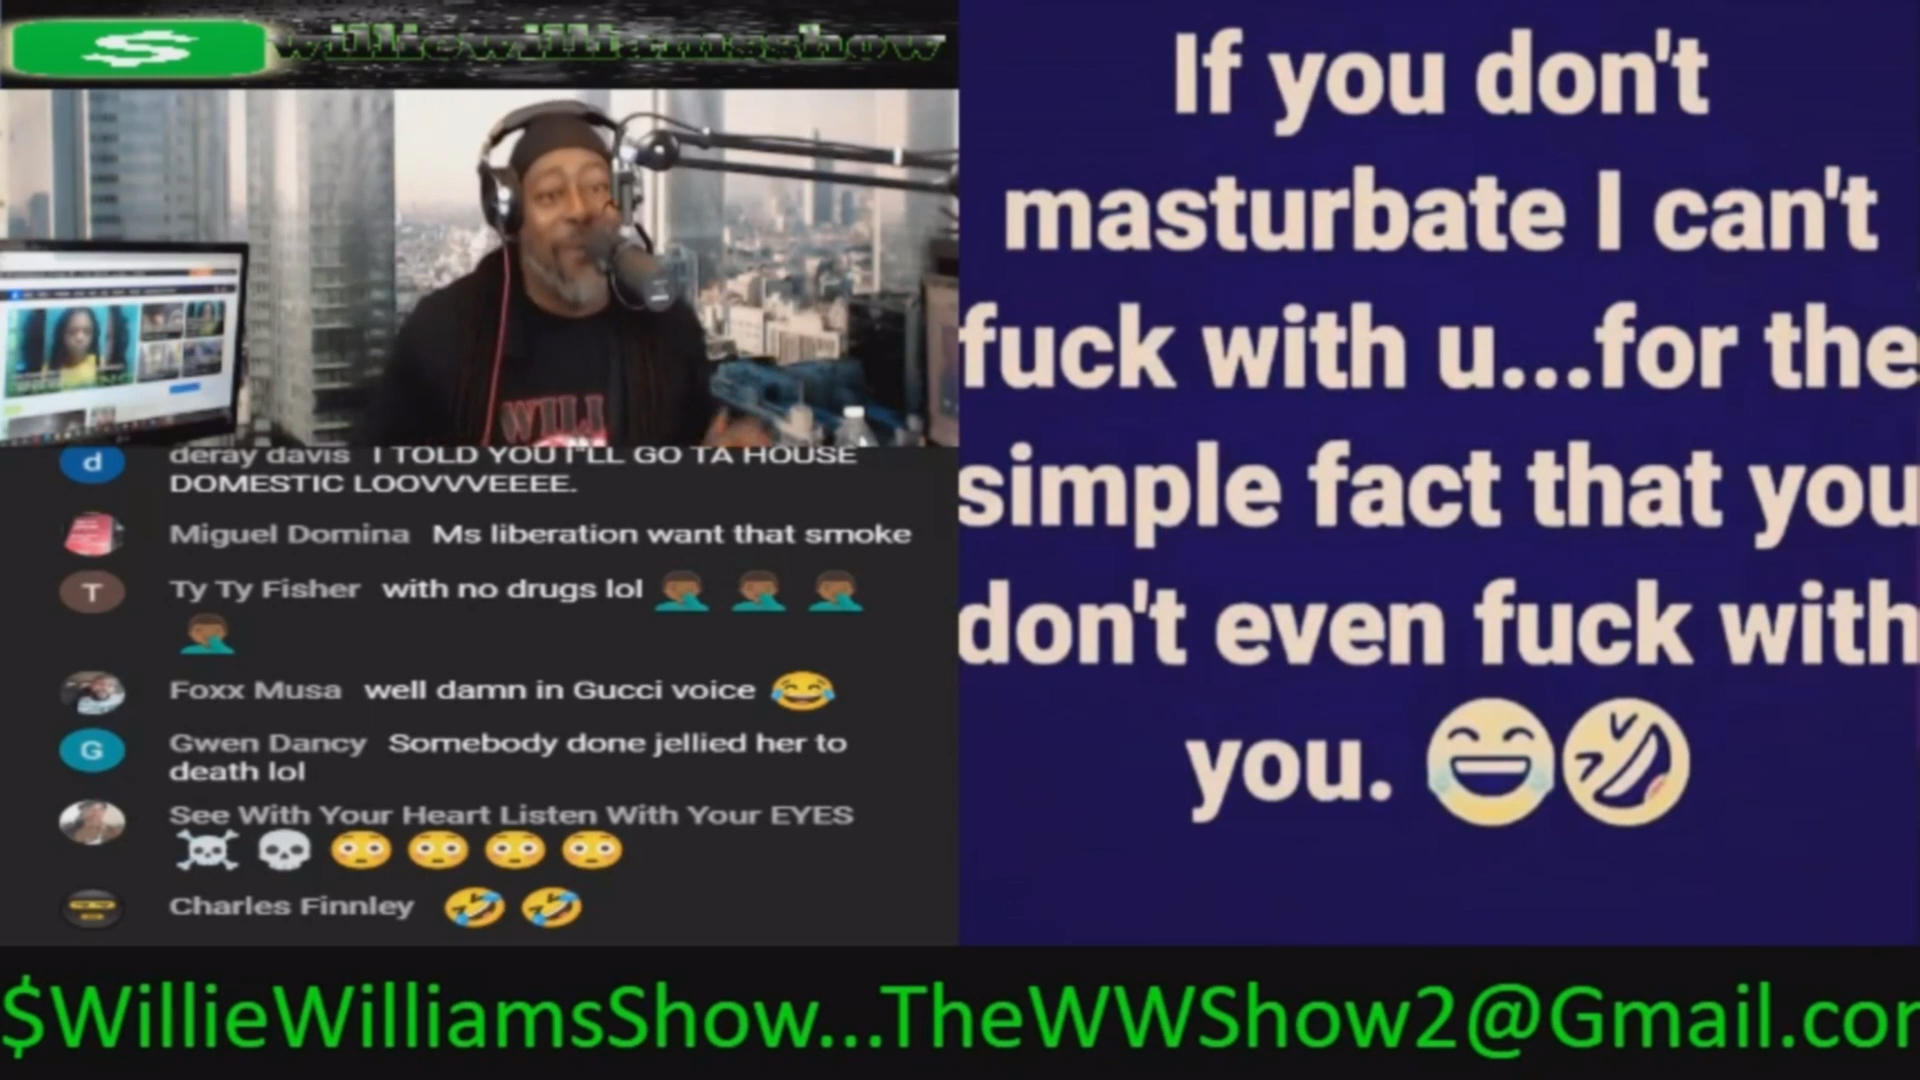 williewilliamsshow
WILL
deray davis I TOLD YOU I'LL GO TA HOUSE
DOMESTIC LOOVVVEEEE.
Miguel Domina Ms liberation want that smoke
T
Ty Ty Fisher with no drugs lol 🤦🏾‍♂️ 🤦🏾‍♂️ 🤦🏾‍♂️
🤦🏾‍♂️
Foxx Musa well damn in Gucci voice 😂
G
Gwen Dancy Somebody done jellied her to
death lol
See With Your Heart Listen With Your EYES
☠️ 💀 😳 😳 😳 😳
Charles Finnley 🤣 🤣
If you don't
masturbate I can't
fuck with u...for the
simple fact that you
don't even fuck with
you. 😂🤣
$WillieWilliamsShow...TheWWShow2@Gmail.co